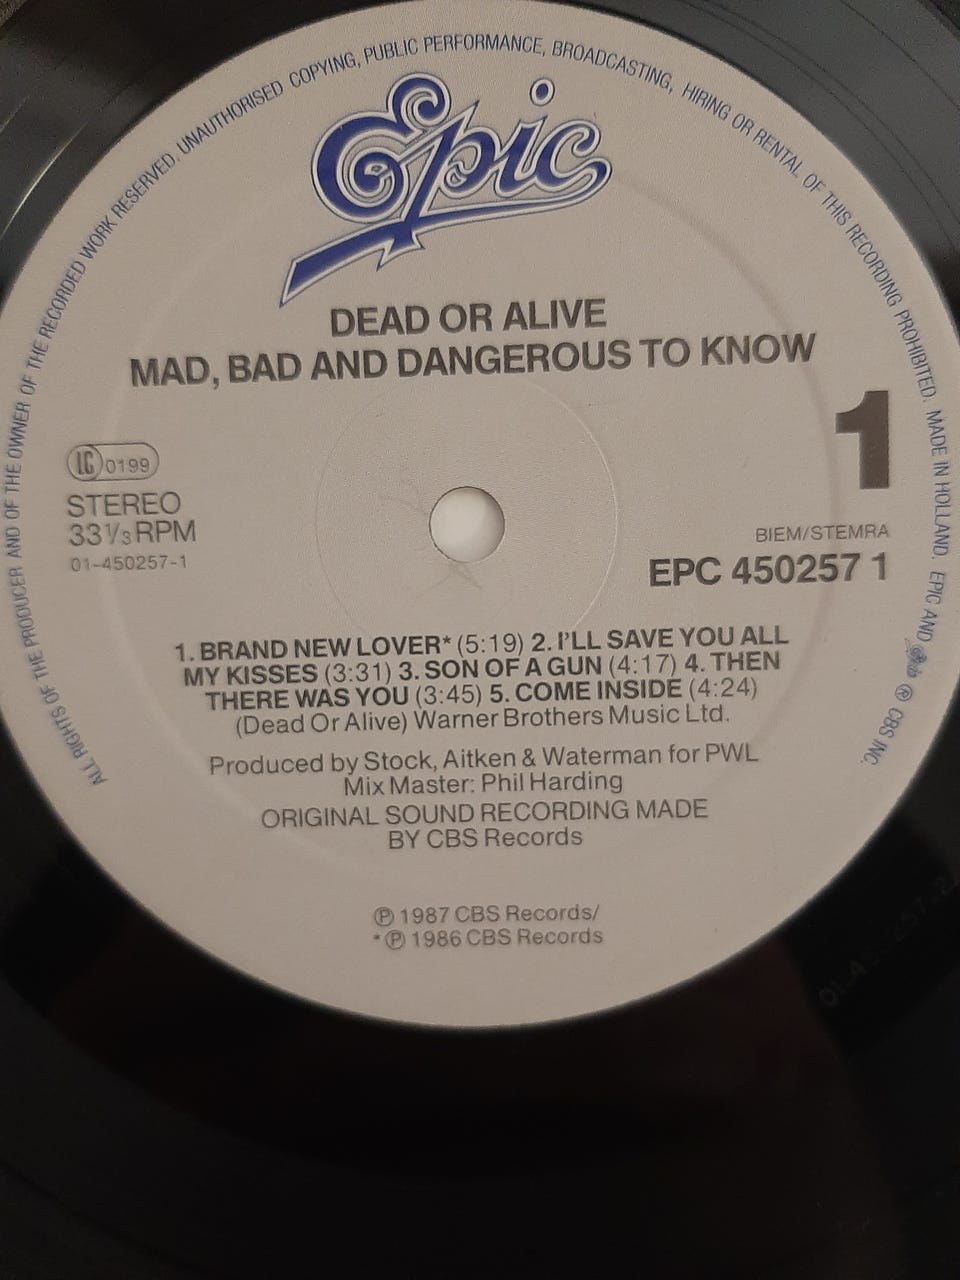 ALL RIGHTS OF THE PRODUCER AND OF THE OWNER OF THE RECORDED WORK RESERVED. UNAUTHORISED COPYING, PUBLIC PERFORMANCE, BROADCASTING, HIRING OR RENTAL OF THIS RECORDING PROHIBITED. MADE IN HOLLAND. EPIC AND Epic ® CBS INC.
Epic
DEAD OR ALIVE
MAD, BAD AND DANGEROUS TO KNOW
1
LC 0199
STEREO
33⅓ RPM
01-450257-1
BIEM/STEMRA
EPC 450257 1
1. BRAND NEW LOVER* (5:19) 2. I'LL SAVE YOU ALL
MY KISSES (3:31) 3. SON OF A GUN (4:17) 4. THEN
THERE WAS YOU (3:45) 5. COME INSIDE (4:24)
(Dead Or Alive) Warner Brothers Music Ltd.
Produced by Stock, Aitken & Waterman for PWL
Mix Master: Phil Harding
ORIGINAL SOUND RECORDING MADE
BY CBS Records
℗ 1987 CBS Records/
*℗ 1986 CBS Records